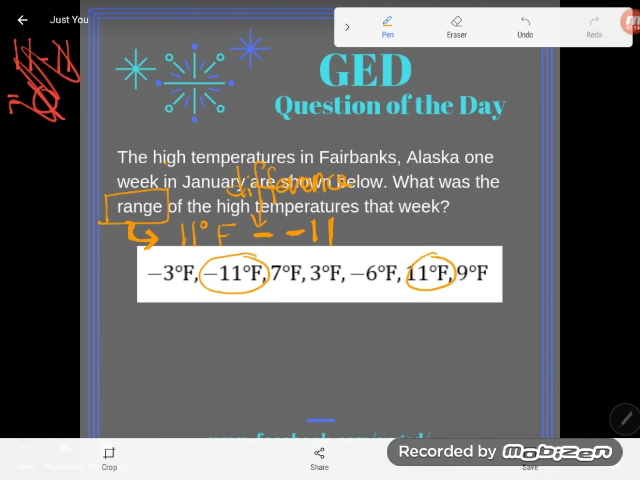 Just You
Pen
Eraser
Undo
Redo
GED
Question of the Day
The high temperatures in Fairbanks, Alaska one
difference
week in January are shown below. What was the
range of the high temperatures that week?
11° F - -11
−3°F, −11°F, 7°F, 3°F, −6°F, 11°F, 9°F
Crop
Share
Save
More
Recorded by Mobizen